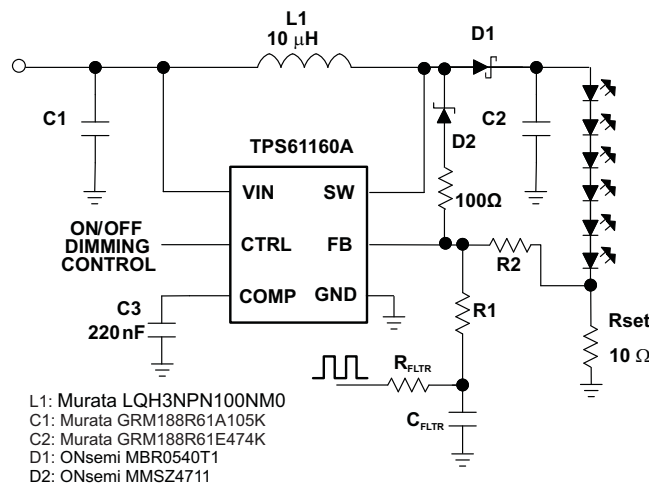 L1
10 μH
D1
C1
D2
C2
TPS61160A
VIN
SW
100Ω
ON/OFF
DIMMING
CONTROL
CTRL
FB
R2
C3
220 nF
COMP
GND
R1
Rset
10 Ω
RFLTR
CFLTR
L1: Murata LQH3NPN100NM0
C1: Murata GRM188R61A105K
C2: Murata GRM188R61E474K
D1: ONsemi MBR0540T1
D2: ONsemi MMSZ4711